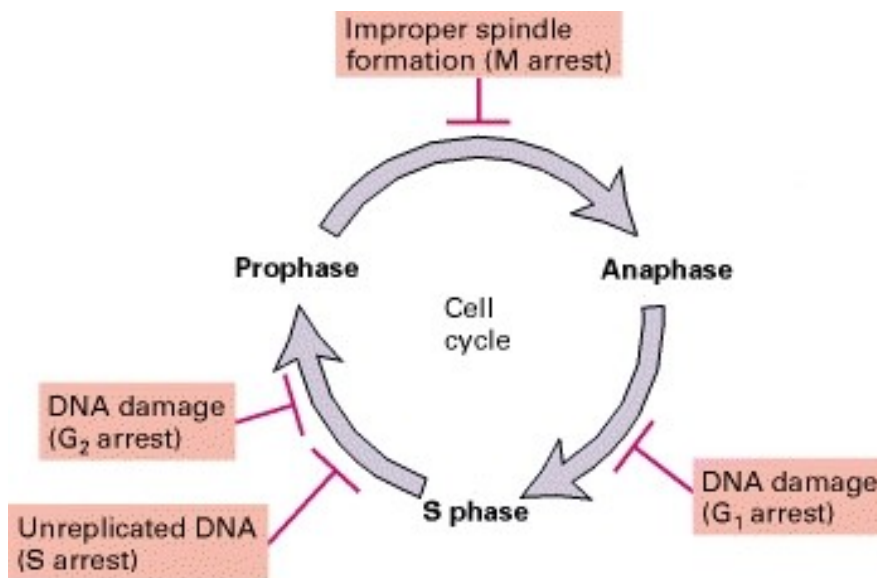 Improper spindle
formation (M arrest)
Prophase
Anaphase
Cell
cycle
DNA damage
(G₂ arrest)
DNA damage
(G₁ arrest)
S phase
Unreplicated DNA
(S arrest)